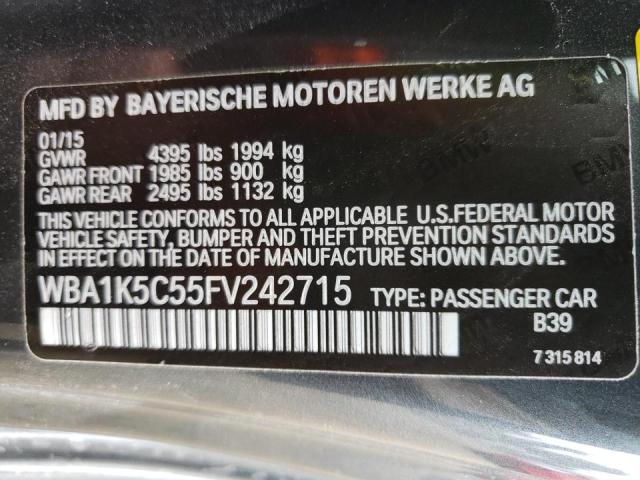 MFD BY BAYERISCHE MOTOREN WERKE AG
01/15
GVWR 4395 lbs 1994 kg
GAWR FRONT 1985 lbs 900 kg
GAWR REAR 2495 lbs 1132 kg
THIS VEHICLE CONFORMS TO ALL APPLICABLE U.S.FEDERAL MOTOR
VEHICLE SAFETY, BUMPER AND THEFT PREVENTION STANDARDS
IN EFFECT ON THE DATE OF MANUFACTURE SHOWN ABOVE.
WBA1K5C55FV242715 TYPE: PASSENGER CAR
B39
7 315 814
BMW
BMW